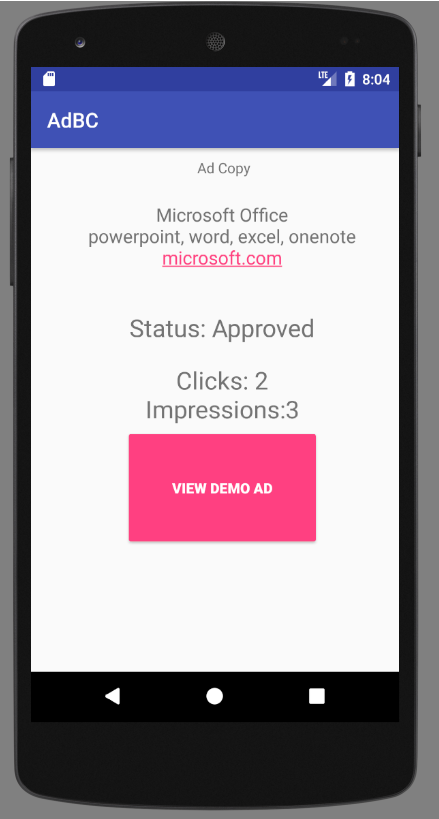 LTE 8:04
AdBC
Ad Copy
Microsoft Office
powerpoint, word, excel, onenote
microsoft.com
Status: Approved
Clicks: 2
Impressions:3
VIEW DEMO AD